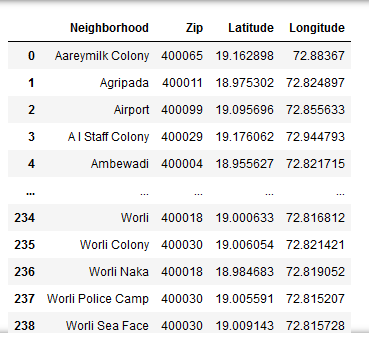 Neighborhood Zip Latitude Longitude
0 Aareymilk Colony 400065 19.162898 72.88367
1 Agripada 400011 18.975302 72.824897
2 Airport 400099 19.095696 72.855633
3 A I Staff Colony 400029 19.176062 72.944793
4 Ambewadi 400004 18.955627 72.821715
... ... ... ... ...
234 Worli 400018 19.000633 72.816812
235 Worli Colony 400030 19.006054 72.821421
236 Worli Naka 400018 18.984683 72.819052
237 Worli Police Camp 400030 19.005591 72.815207
238 Worli Sea Face 400030 19.009143 72.815728